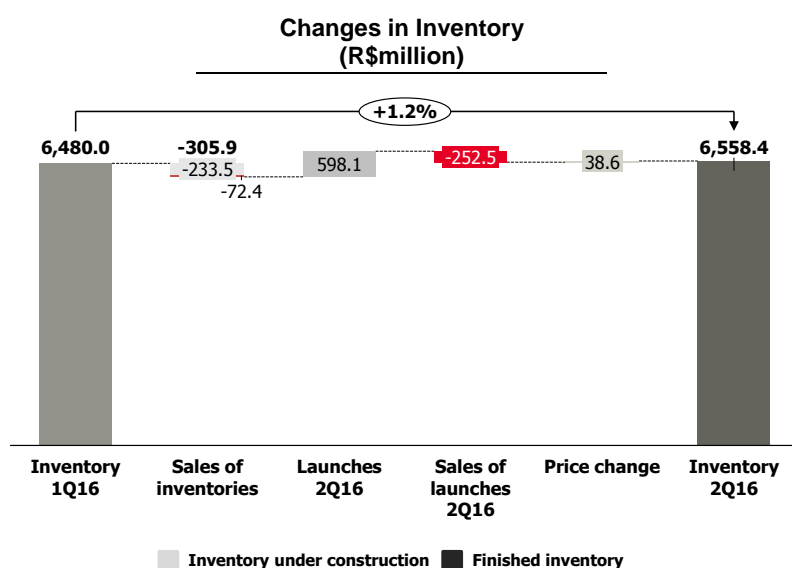 Changes in Inventory
(R$million)
+1.2%
6,480.0
-305.9
-233.5
-72.4
598.1
-252.5
38.6
6,558.4
Inventory
1Q16
Sales of
inventories
Launches
2Q16
Sales of
launches
2Q16
Price change
Inventory
2Q16
Inventory under construction
Finished inventory